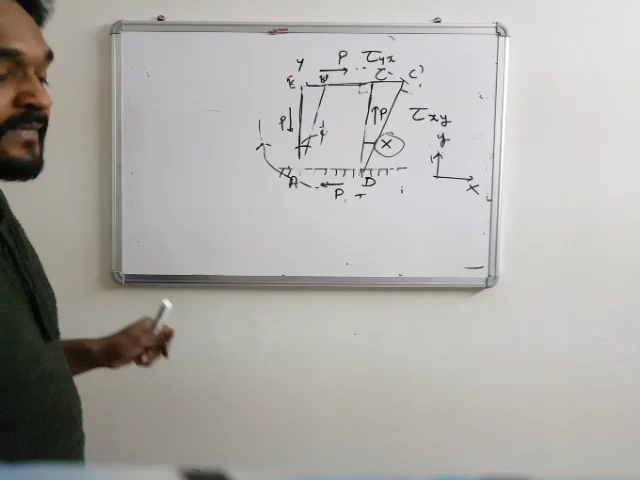 P τyx
y
B' C C'
P P τxy
X y
A D x
P